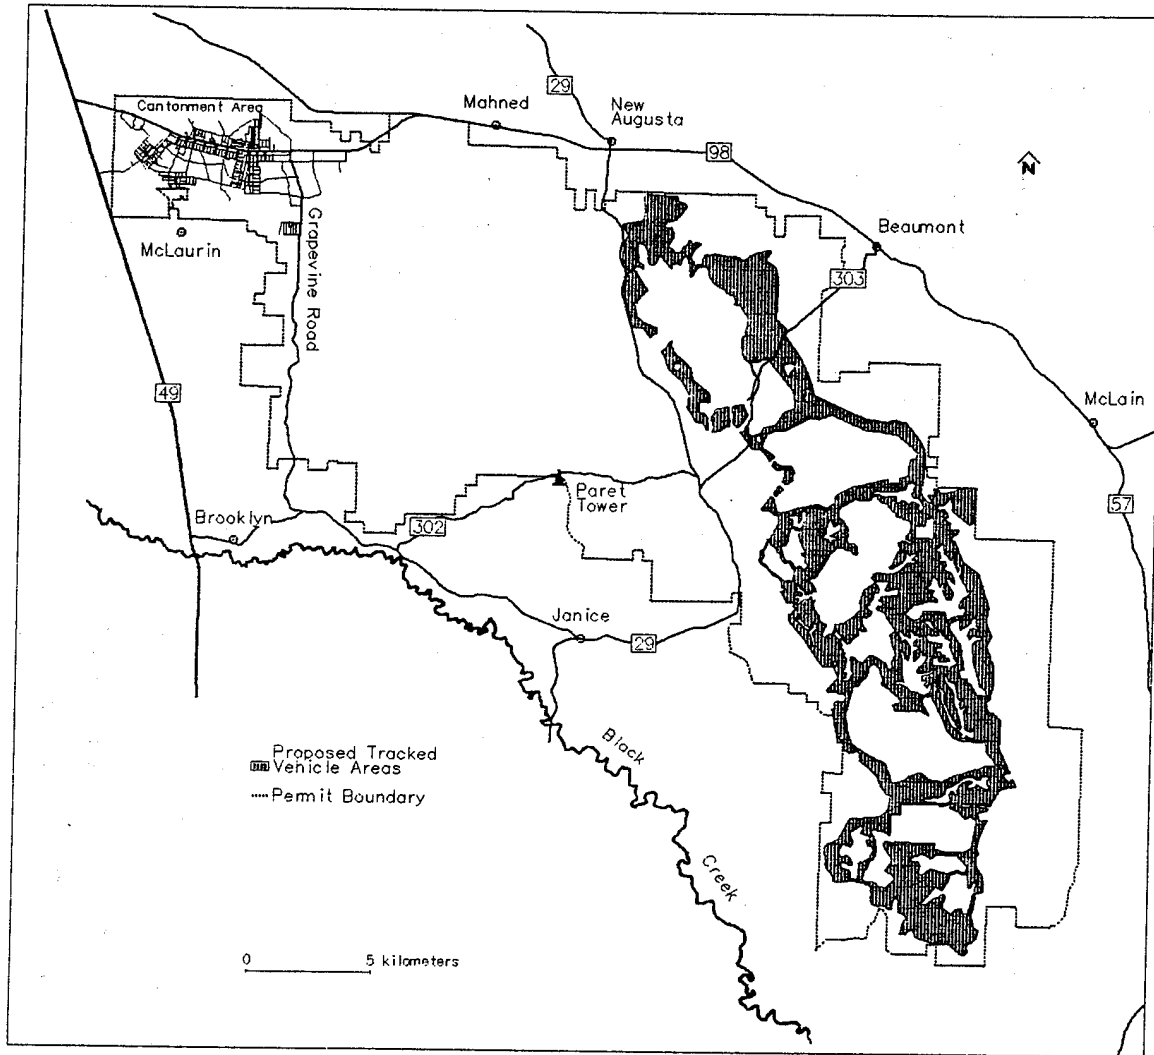 29
Mahned
New
Augusta
Cantonment Area
98
N
McLaurin
Grapevine Road
Beaumont
303
49
McLain
Paret
Tower
57
Brooklyn
302
Janice
29
Black
Creek
Proposed Tracked
Vehicle Areas
Permit Boundary
0 5 kilometers